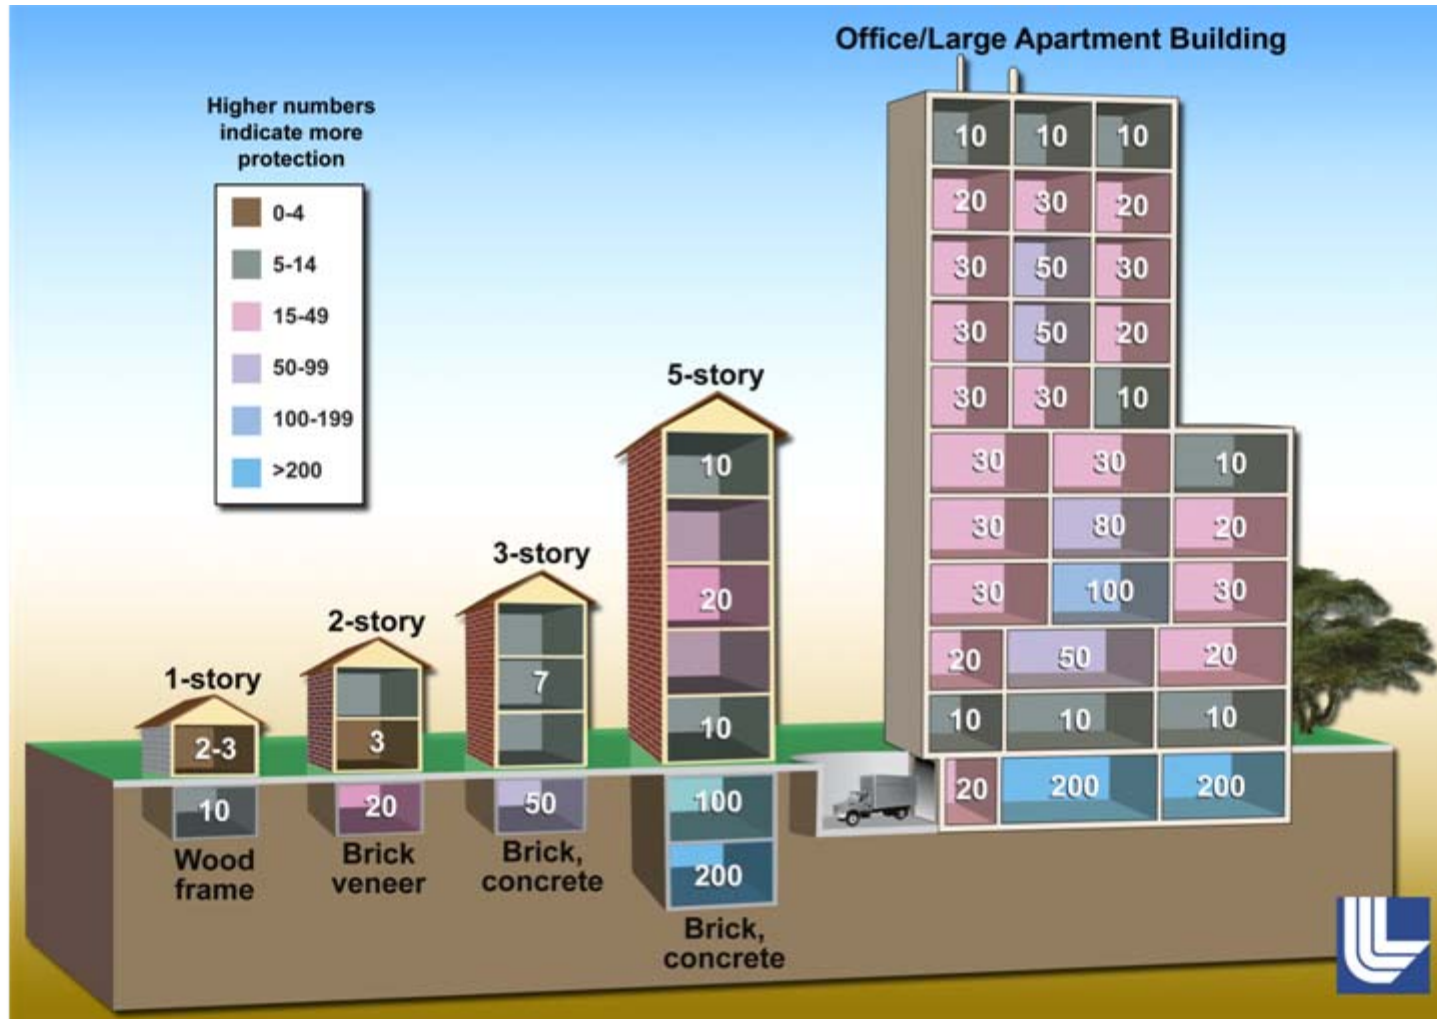 Office/Large Apartment Building
Higher numbers
indicate more
protection
0-4
5-14
15-49
50-99
100-199
>200
10 10 10
20 30 20
30 50 30
30 50 20
30 30 10
30 30 10
30 80 20
30 100 30
20 50 20
10 10 10
20 200 200
5-story
10
20
10
100
200
Brick,
concrete
3-story
7
50
Brick,
concrete
2-story
3
20
Brick
veneer
1-story
2-3
10
Wood
frame